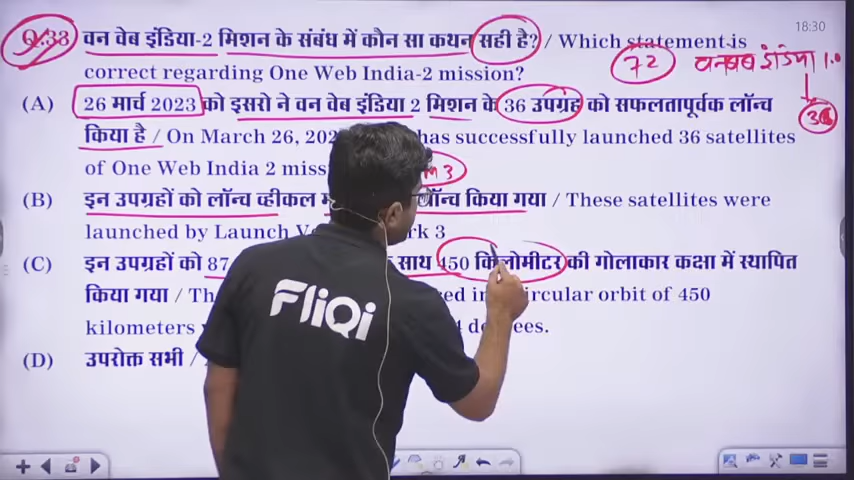 18:30
Q.33 वन वेब इंडिया-2 मिशन के संबंध में कौन सा कथन सही है? / Which statement is
correct regarding One Web India-2 mission?
72 वनवेब इंडिया 1.0
36
(A) 26 मार्च 2023 को इसरो ने वन वेब इंडिया 2 मिशन के 36 उपग्रह को सफलतापूर्वक लॉन्च
किया है / On March 26, 202 has successfully launched 36 satellites
of One Web India 2 miss
(B) इन उपग्रहों को लॉन्च व्हीकल लॉन्च किया गया / These satellites were
launched by Launch V rk 3
(C) इन उपग्रहों को 87 साथ 450 किलोमीटर की गोलाकार कक्षा में स्थापित
किया गया / Th ed in circular orbit of 450
kilometers degrees.
(D) उपरोक्त सभी /
FliQi